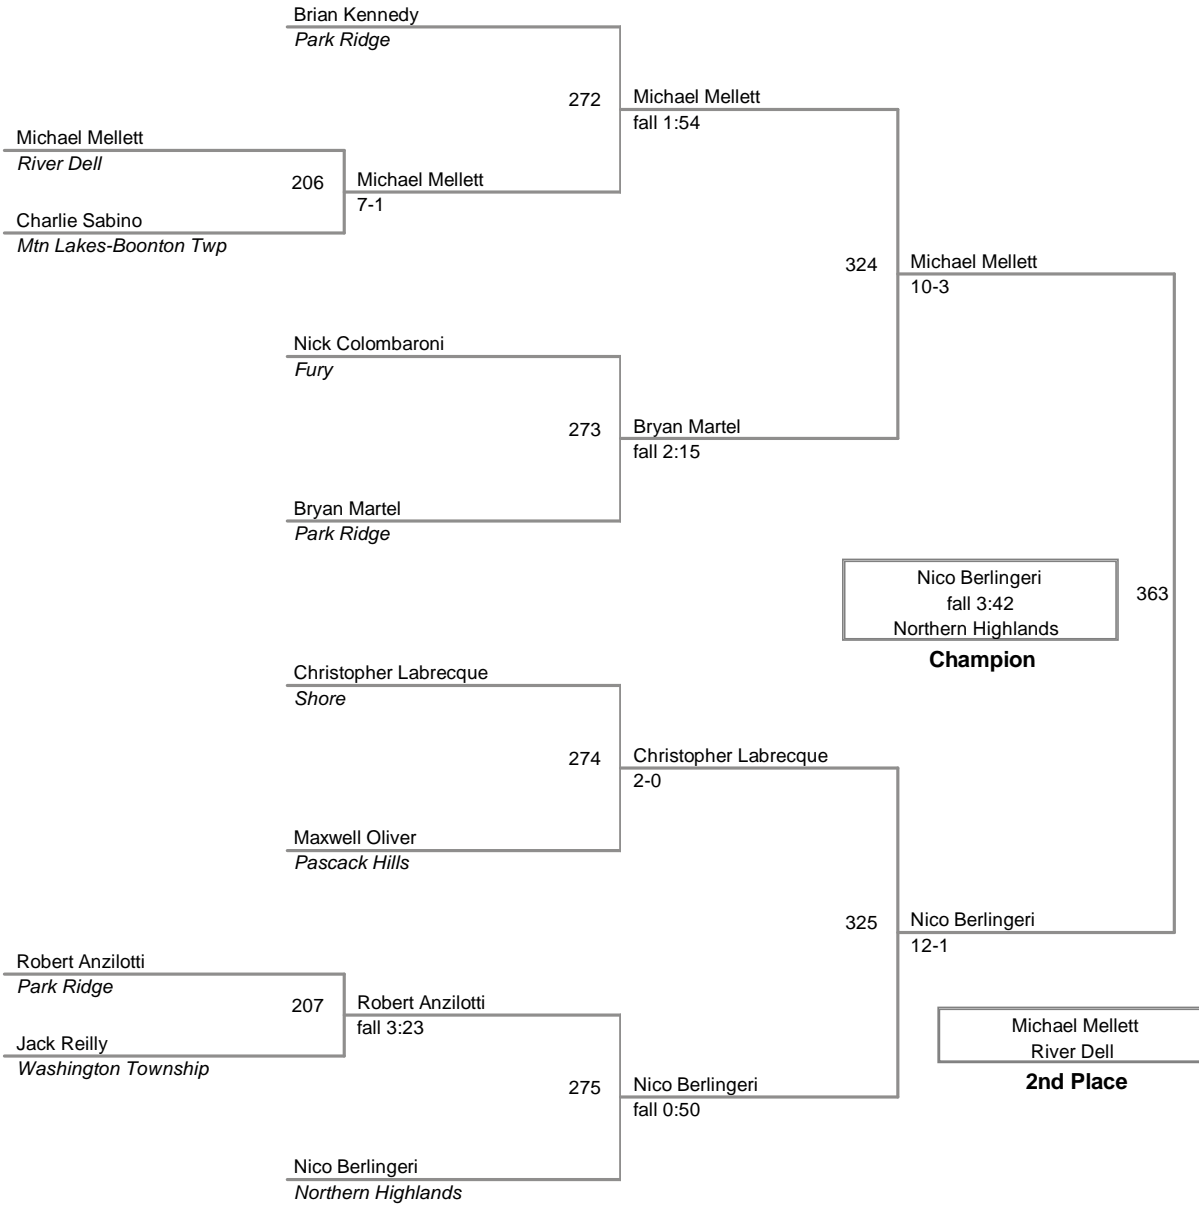 Brian Kennedy
Park Ridge
272
Michael Mellett
fall 1:54
Michael Mellett
River Dell
206
Michael Mellett
7-1
Charlie Sabino
Mtn Lakes-Boonton Twp
324
Michael Mellett
10-3
Nick Colombaroni
Fury
273
Bryan Martel
fall 2:15
Bryan Martel
Park Ridge
Nico Berlingeri
fall 3:42
Northern Highlands
Champion
363
Christopher Labrecque
Shore
274
Christopher Labrecque
2-0
Maxwell Oliver
Pascack Hills
325
Nico Berlingeri
12-1
Robert Anzilotti
Park Ridge
207
Robert Anzilotti
fall 3:23
Jack Reilly
Washington Township
Michael Mellett
River Dell
2nd Place
275
Nico Berlingeri
fall 0:50
Nico Berlingeri
Northern Highlands